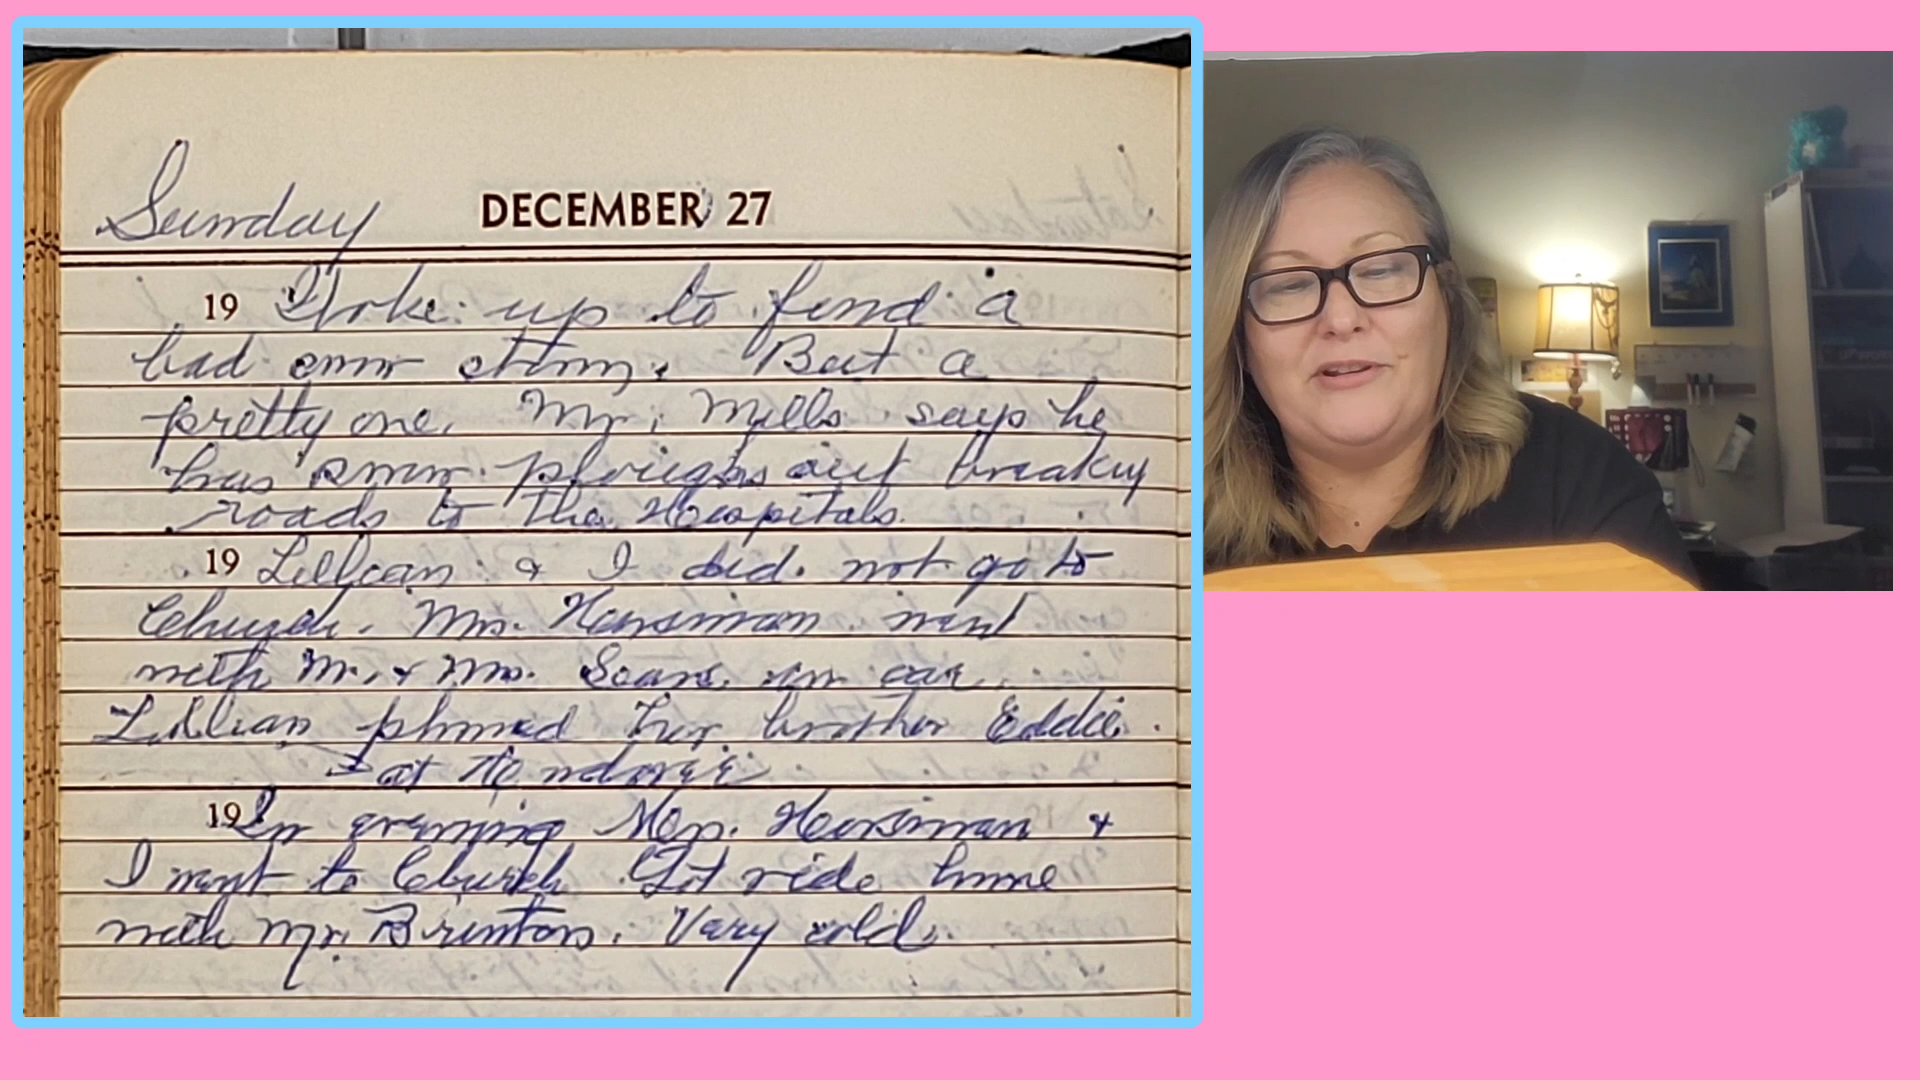 Sunday DECEMBER 27
19 Woke up to find a
bad snow storm. But a
pretty one. Mr. Mills says he
has snow ploughs out breaking
roads to the Hospitals.
19 Lillian & I did not go to
Church. Mrs. Horsman went
with Mr. & Mrs. Sears in car.
Lillian phoned her brother Eddie
at
19 In evening Mrs. Horsman &
I went to Church Got ride home
with Mr. Brinton. Very cold.